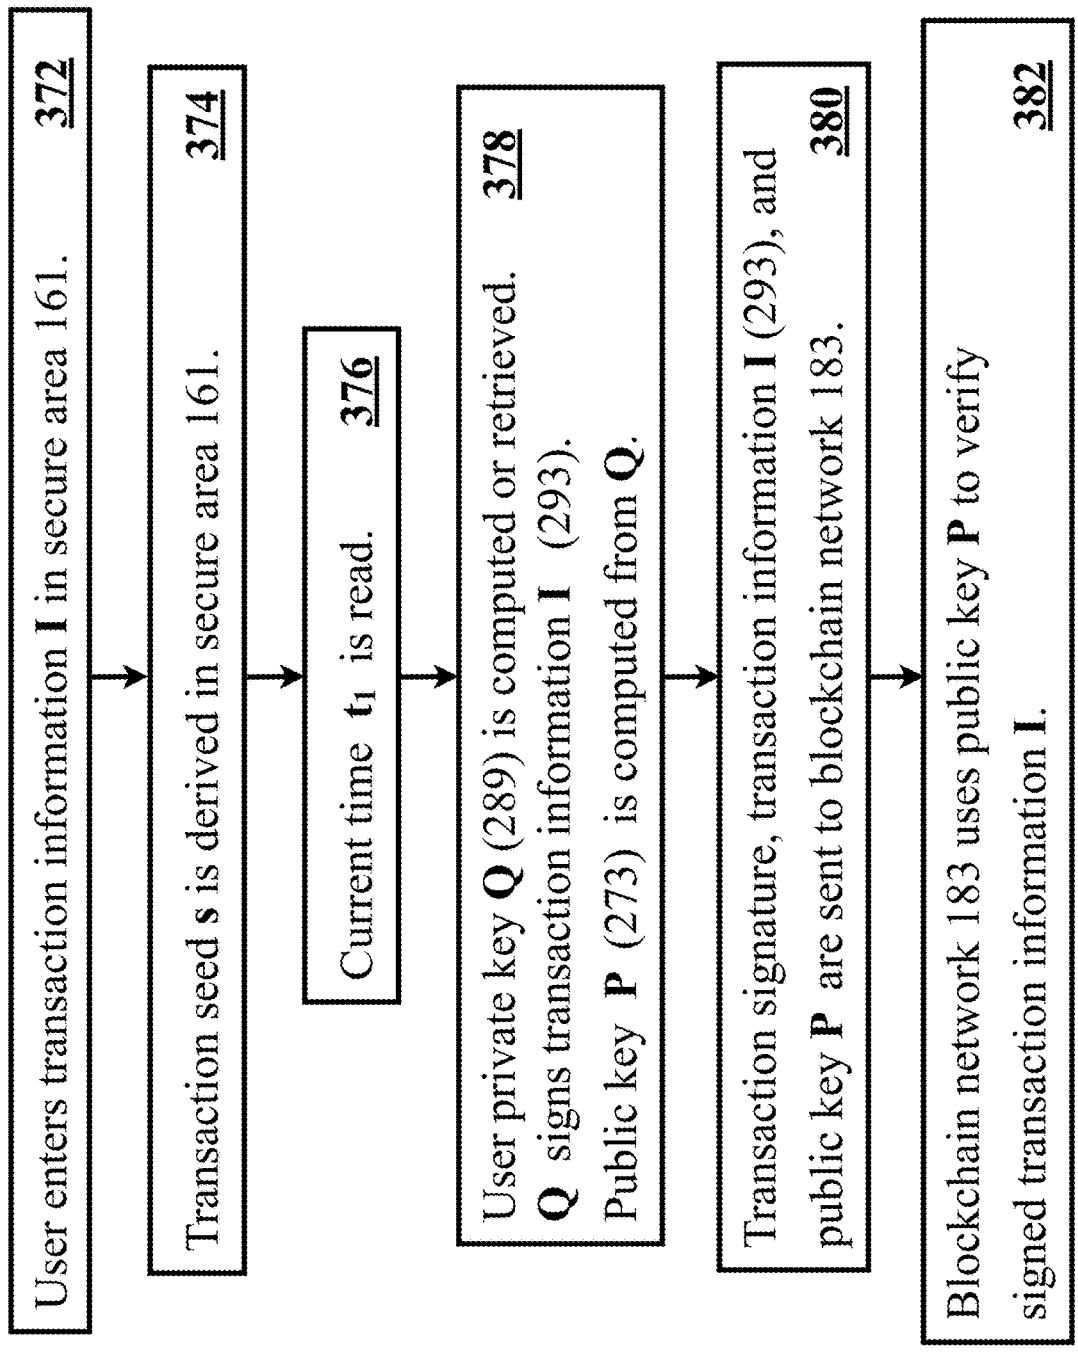 User enters transaction information I in secure area 161. 372
Transaction seed s is derived in secure area 161. 374
Current time t1 is read. 376
User private key Q (289) is computed or retrieved. 378
Q signs transaction information I (293).
Public key P (273) is computed from Q.
Transaction signature, transaction information I (293), and
public key P are sent to blockchain network 183. 380
Blockchain network 183 uses public key P to verify
signed transaction information I. 382